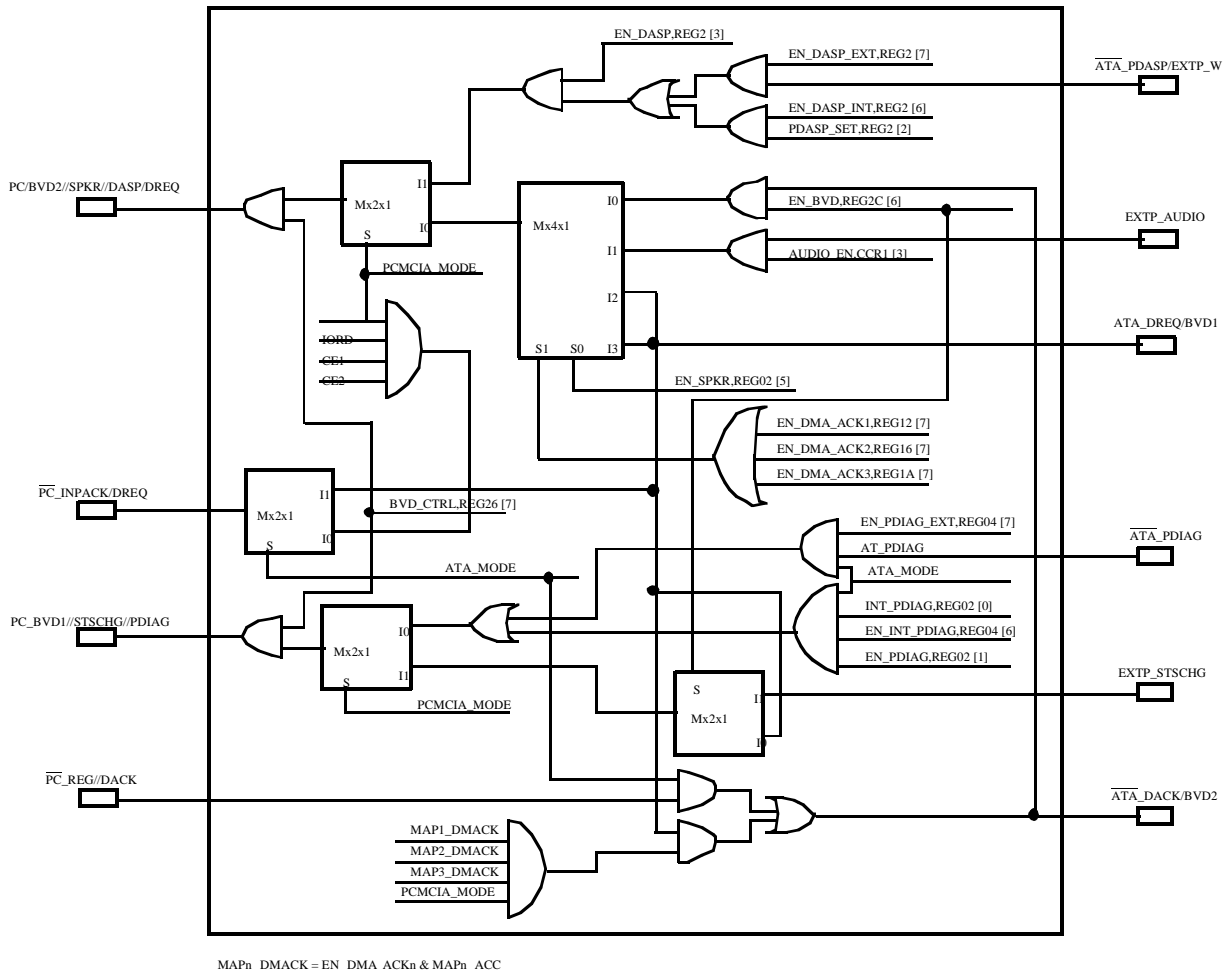 EN_DASP,REG2 [3]
EN_DASP_EXT,REG2 [7]
ATA_PDASP/EXTP_W
EN_DASP_INT,REG2 [6]
PDASP_SET,REG2 [2]
PC/BVD2//SPKR//DASP/DREQ
Mx2x1
I1
I0
S
Mx4x1
I0
I1
I2
I3
S1
S0
EN_BVD,REG2C [6]
EXTP_AUDIO
AUDIO_EN,CCR1 [3]
PCMCIA_MODE
IORD
CE1
CE2
ATA_DREQ/BVD1
EN_SPKR,REG02 [5]
EN_DMA_ACK1,REG12 [7]
EN_DMA_ACK2,REG16 [7]
EN_DMA_ACK3,REG1A [7]
PC_INPACK/DREQ
Mx2x1
I1
I0
S
BVD_CTRL,REG26 [7]
EN_PDIAG_EXT,REG04 [7]
AT_PDIAG
ATA_PDIAG
ATA_MODE
ATA_MODE
INT_PDIAG,REG02 [0]
EN_INT_PDIAG,REG04 [6]
EN_PDIAG,REG02 [1]
PC_BVD1//STSCHG//PDIAG
Mx2x1
I0
I1
S
PCMCIA_MODE
S
Mx2x1
I1
I0
EXTP_STSCHG
PC_REG//DACK
ATA_DACK/BVD2
MAP1_DMACK
MAP2_DMACK
MAP3_DMACK
PCMCIA_MODE
MAPn_DMACK = EN_DMA_ACKn & MAPn_ACC